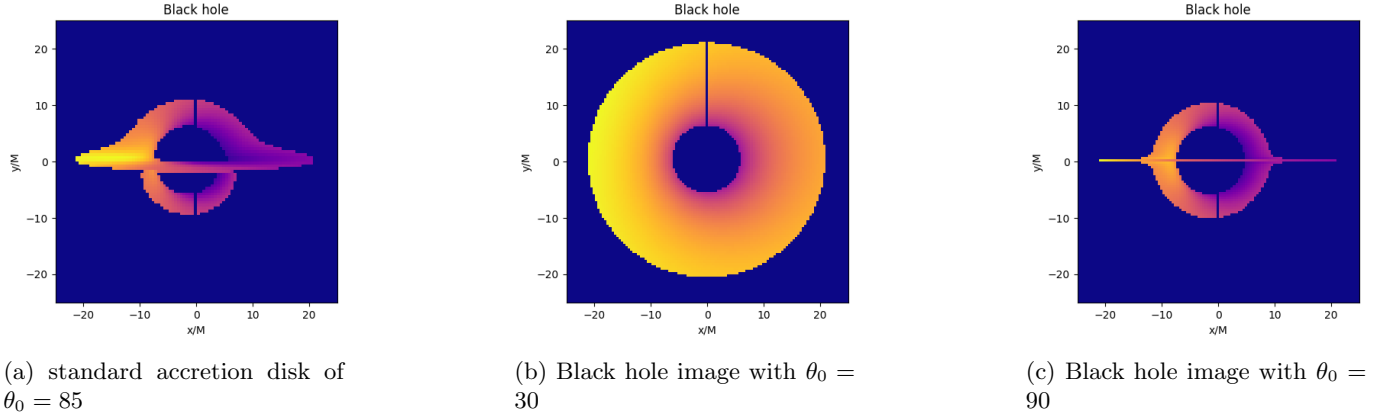 Black hole
20
10
0
−10
−20
y/M
−20
−10
0
10
20
x/M
(a) standard accretion disk of
θ₀ = 85
Black hole
20
10
0
−10
−20
y/M
−20
−10
0
10
20
x/M
(b) Black hole image with θ₀ =
30
Black hole
20
10
0
−10
−20
y/M
−20
−10
0
10
20
x/M
(c) Black hole image with θ₀ =
90